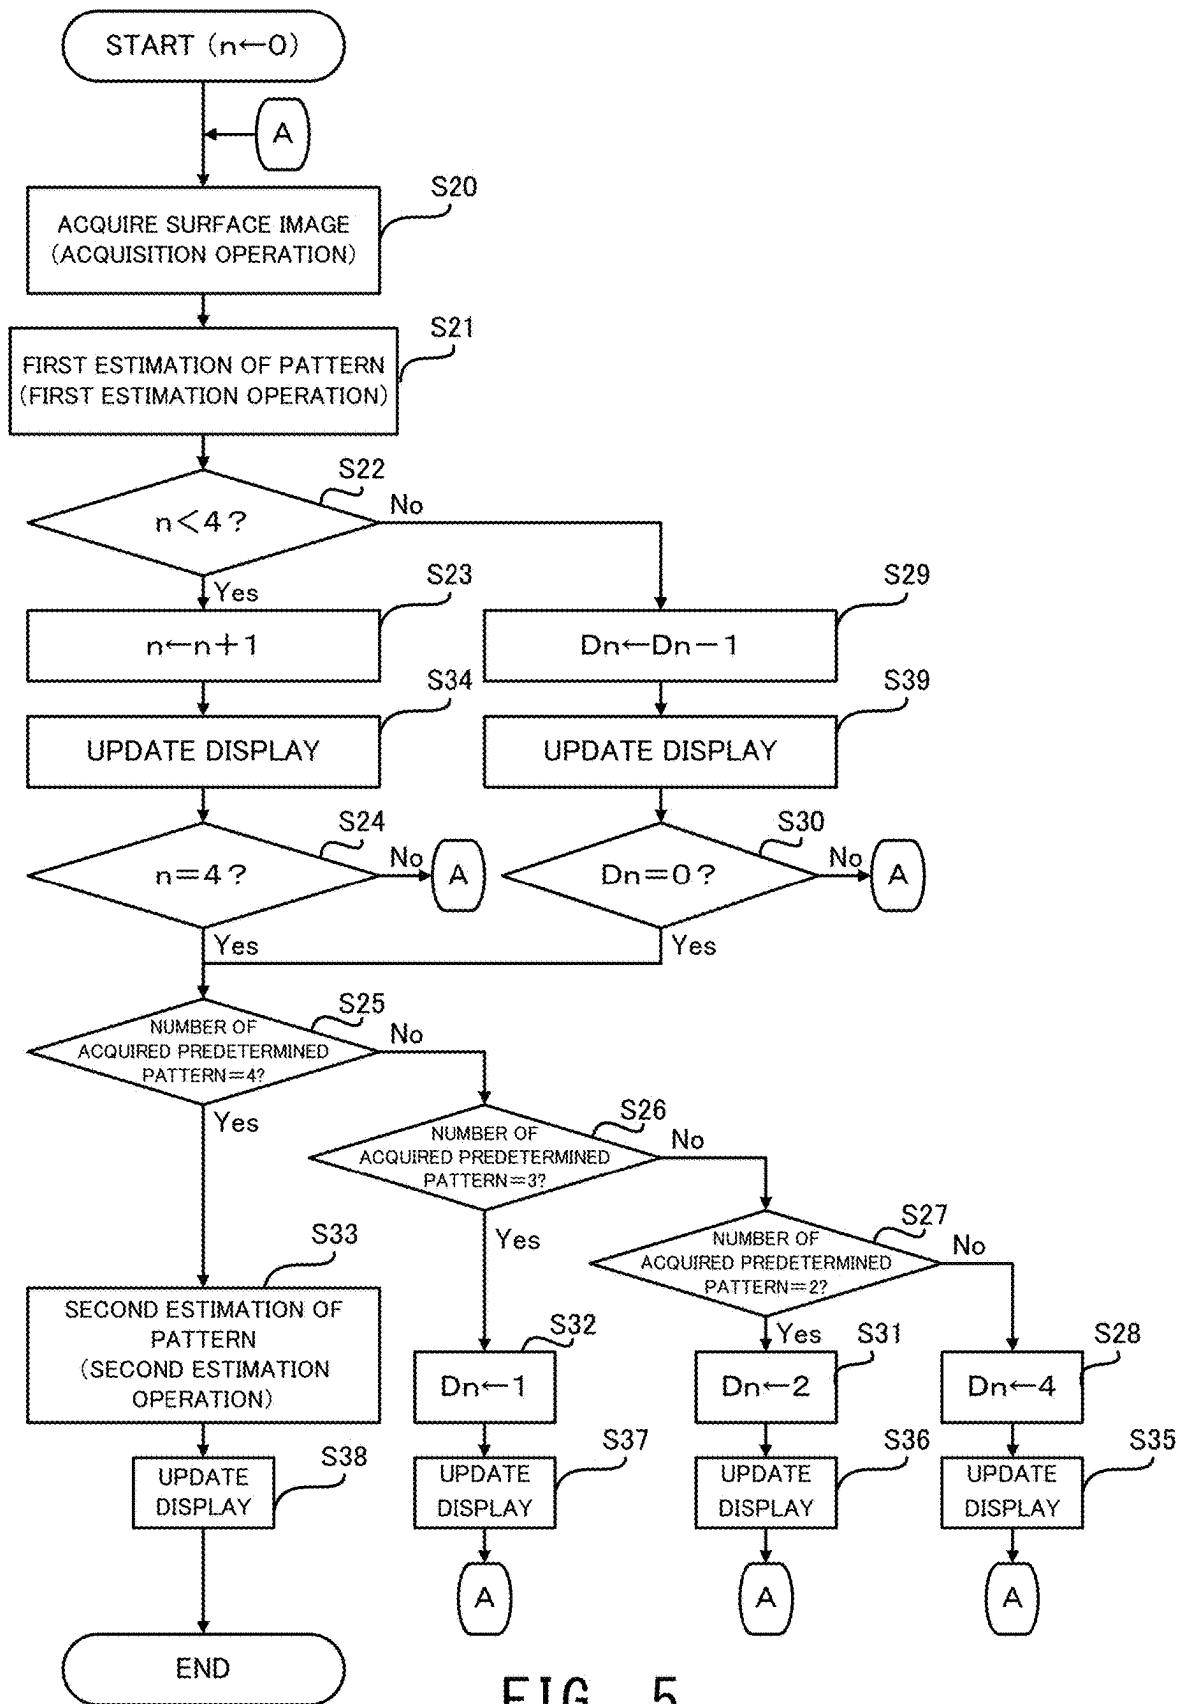 START (n←0)
A
S20
ACQUIRE SURFACE IMAGE
(ACQUISITION OPERATION)
S21
FIRST ESTIMATION OF PATTERN
(FIRST ESTIMATION OPERATION)
S22
n<4?
No
Yes
S23
n←n+1
S29
Dn←Dn−1
S34
UPDATE DISPLAY
S39
UPDATE DISPLAY
S24
n=4?
No
A
Yes
S30
Dn=0?
No
A
Yes
S25
NUMBER OF
ACQUIRED PREDETERMINED
PATTERN=4?
No
Yes
S26
NUMBER OF
ACQUIRED PREDETERMINED
PATTERN=3?
No
Yes
S27
NUMBER OF
ACQUIRED PREDETERMINED
PATTERN=2?
No
Yes
S33
SECOND ESTIMATION OF
PATTERN
(SECOND ESTIMATION
OPERATION)
S32
Dn←1
S31
Dn←2
S28
Dn←4
S38
UPDATE
DISPLAY
S37
UPDATE
DISPLAY
S36
UPDATE
DISPLAY
S35
UPDATE
DISPLAY
A
A
A
END
FIG. 5